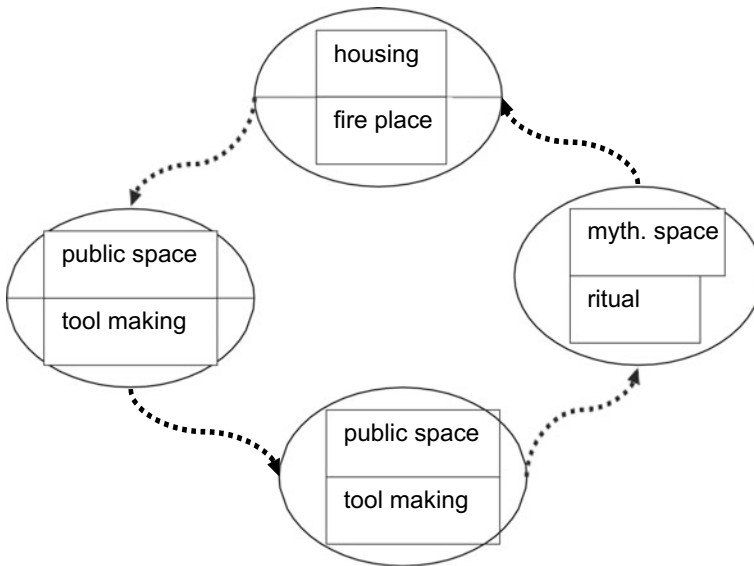 housing
fire place
public space
tool making
myth. space
ritual
public space
tool making